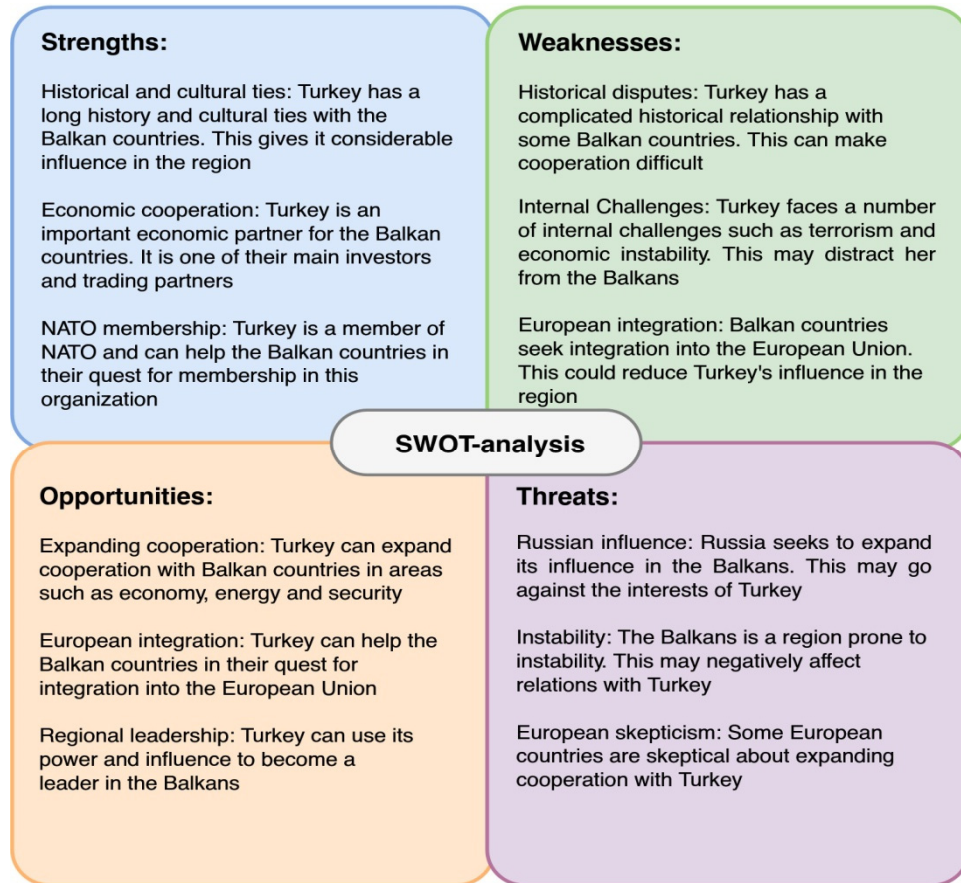 Strengths:
Historical and cultural ties: Turkey has a
long history and cultural ties with the
Balkan countries. This gives it considerable
influence in the region
Economic cooperation: Turkey is an
important economic partner for the Balkan
countries. It is one of their main investors
and trading partners
NATO membership: Turkey is a member of
NATO and can help the Balkan countries in
their quest for membership in this
organization
Weaknesses:
Historical disputes: Turkey has a
complicated historical relationship with
some Balkan countries. This can make
cooperation difficult
Internal Challenges: Turkey faces a number
of internal challenges such as terrorism and
economic instability. This may distract her
from the Balkans
European integration: Balkan countries
seek integration into the European Union.
This could reduce Turkey's influence in the
region
SWOT-analysis
Opportunities:
Expanding cooperation: Turkey can expand
cooperation with Balkan countries in areas
such as economy, energy and security
European integration: Turkey can help the
Balkan countries in their quest for
integration into the European Union
Regional leadership: Turkey can use its
power and influence to become a
leader in the Balkans
Threats:
Russian influence: Russia seeks to expand
its influence in the Balkans. This may go
against the interests of Turkey
Instability: The Balkans is a region prone to
instability. This may negatively affect
relations with Turkey
European skepticism: Some European
countries are skeptical about expanding
cooperation with Turkey